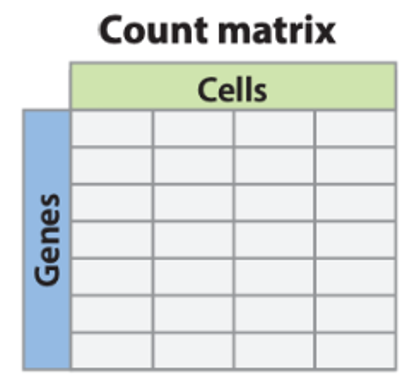 Count matrix
Cells
Genes